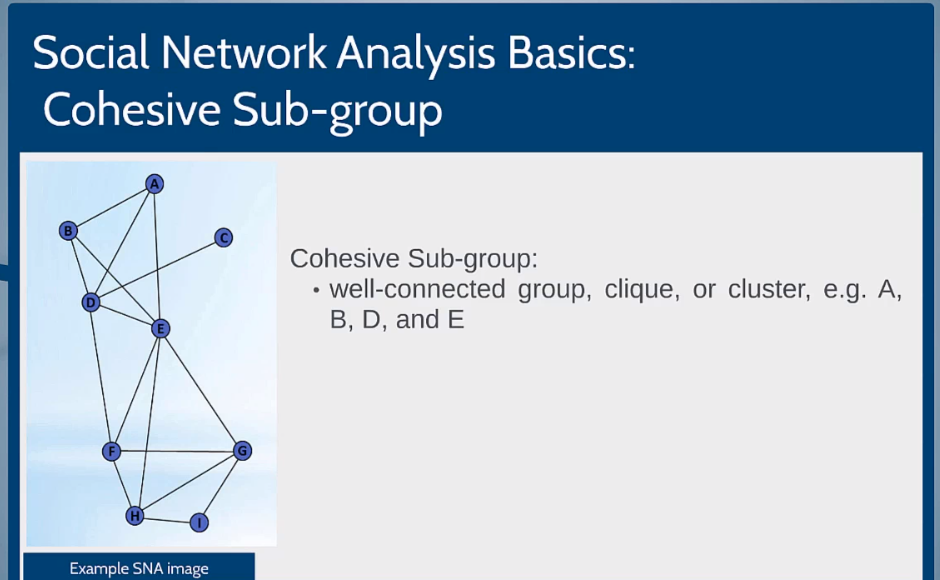 Social Network Analysis Basics:
Cohesive Sub-group
A
B
C
D
E
F
G
H
I
Cohesive Sub-group:
• well-connected group, clique, or cluster, e.g. A,
B, D, and E
Example SNA image